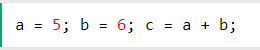 a = 5; b = 6; c = a + b;